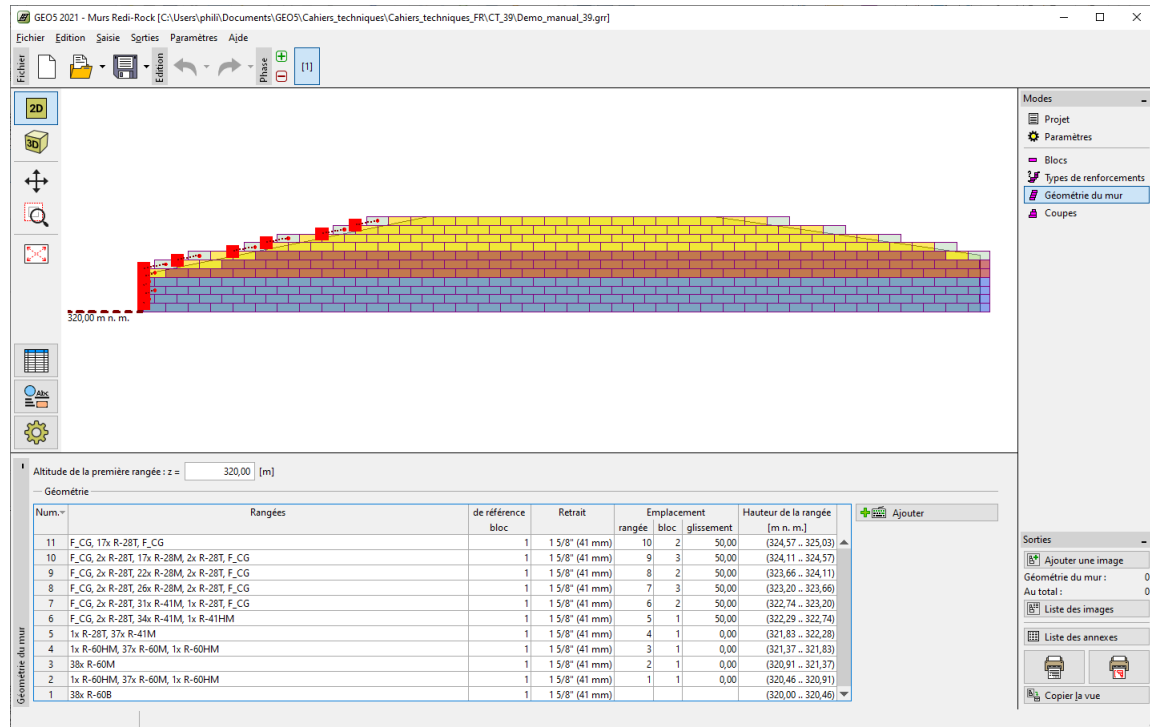 GEO5 2021 - Murs Redi-Rock [C:\Users\phili\Documents\GEO5\Cahiers_techniques\Cahiers_techniques_FR\CT_39\Demo_manual_39.grr]
Fichier Edition Saisie Sorties Paramètres Aide
Fichier
Edition
Phase
[1]
2D
3D
320,00 m n. m.
Abc
Modes
Projet
Paramètres
Blocs
Types de renforcements
Géométrie du mur
Coupes
Géométrie du mur
Altitude de la première rangée : z = 320,00 [m]
Géométrie
Num. Rangées de référence Retrait Emplacement Hauteur de la rangée
bloc rangée bloc glissement [m n. m.]
11 F_CG, 17x R-28T, F_CG 1 1 5/8" (41 mm) 10 2 50,00 (324,57 .. 325,03)
10 F_CG, 2x R-28T, 17x R-28M, 2x R-28T, F_CG 1 1 5/8" (41 mm) 9 3 50,00 (324,11 .. 324,57)
9 F_CG, 2x R-28T, 22x R-28M, 2x R-28T, F_CG 1 1 5/8" (41 mm) 8 2 50,00 (323,66 .. 324,11)
8 F_CG, 2x R-28T, 26x R-28M, 2x R-28T, F_CG 1 1 5/8" (41 mm) 7 3 50,00 (323,20 .. 323,66)
7 F_CG, 2x R-28T, 31x R-41M, 1x R-28T, F_CG 1 1 5/8" (41 mm) 6 2 50,00 (322,74 .. 323,20)
6 F_CG, 2x R-28T, 34x R-41M, 1x R-41HM 1 1 5/8" (41 mm) 5 1 50,00 (322,29 .. 322,74)
5 1x R-28T, 37x R-41M 1 1 5/8" (41 mm) 4 1 0,00 (321,83 .. 322,28)
4 1x R-60HM, 37x R-60M, 1x R-60HM 1 1 5/8" (41 mm) 3 1 0,00 (321,37 .. 321,83)
3 38x R-60M 1 1 5/8" (41 mm) 2 1 0,00 (320,91 .. 321,37)
2 1x R-60HM, 37x R-60M, 1x R-60HM 1 1 5/8" (41 mm) 1 1 0,00 (320,46 .. 320,91)
1 38x R-60B 1 1 5/8" (41 mm) (320,00 .. 320,46)
Ajouter
Sorties
Ajouter une image
Géométrie du mur : 0
Au total : 0
Liste des images
Liste des annexes
Copier la vue